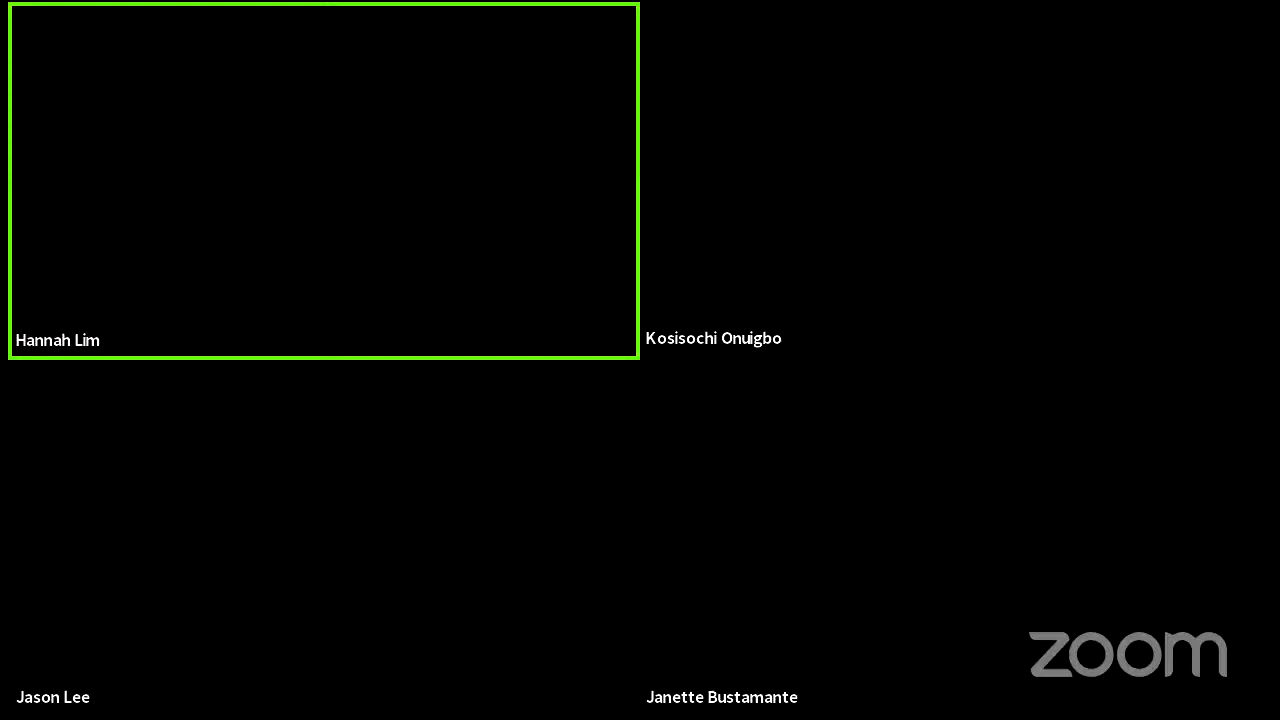 Hannah Lim
Kosisochi Onuigbo
Jason Lee
Janette Bustamante
zoom